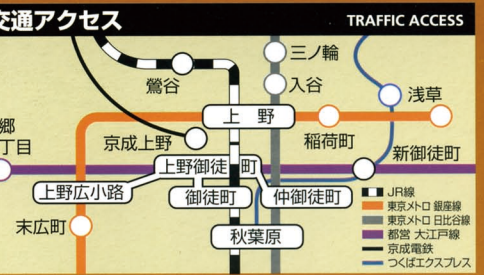 交通アクセス
TRAFFIC ACCESS
三ノ輪
鶯谷
入谷
浅草
上野
郷
丁目
京成上野
稲荷町
新御徒町
上野御徒町
上野広小路
御徒町
仲御徒町
末広町
秋葉原
JR線
東京メトロ 銀座線
東京メトロ 日比谷線
都営 大江戸線
京成電鉄
つくばエクスプレス